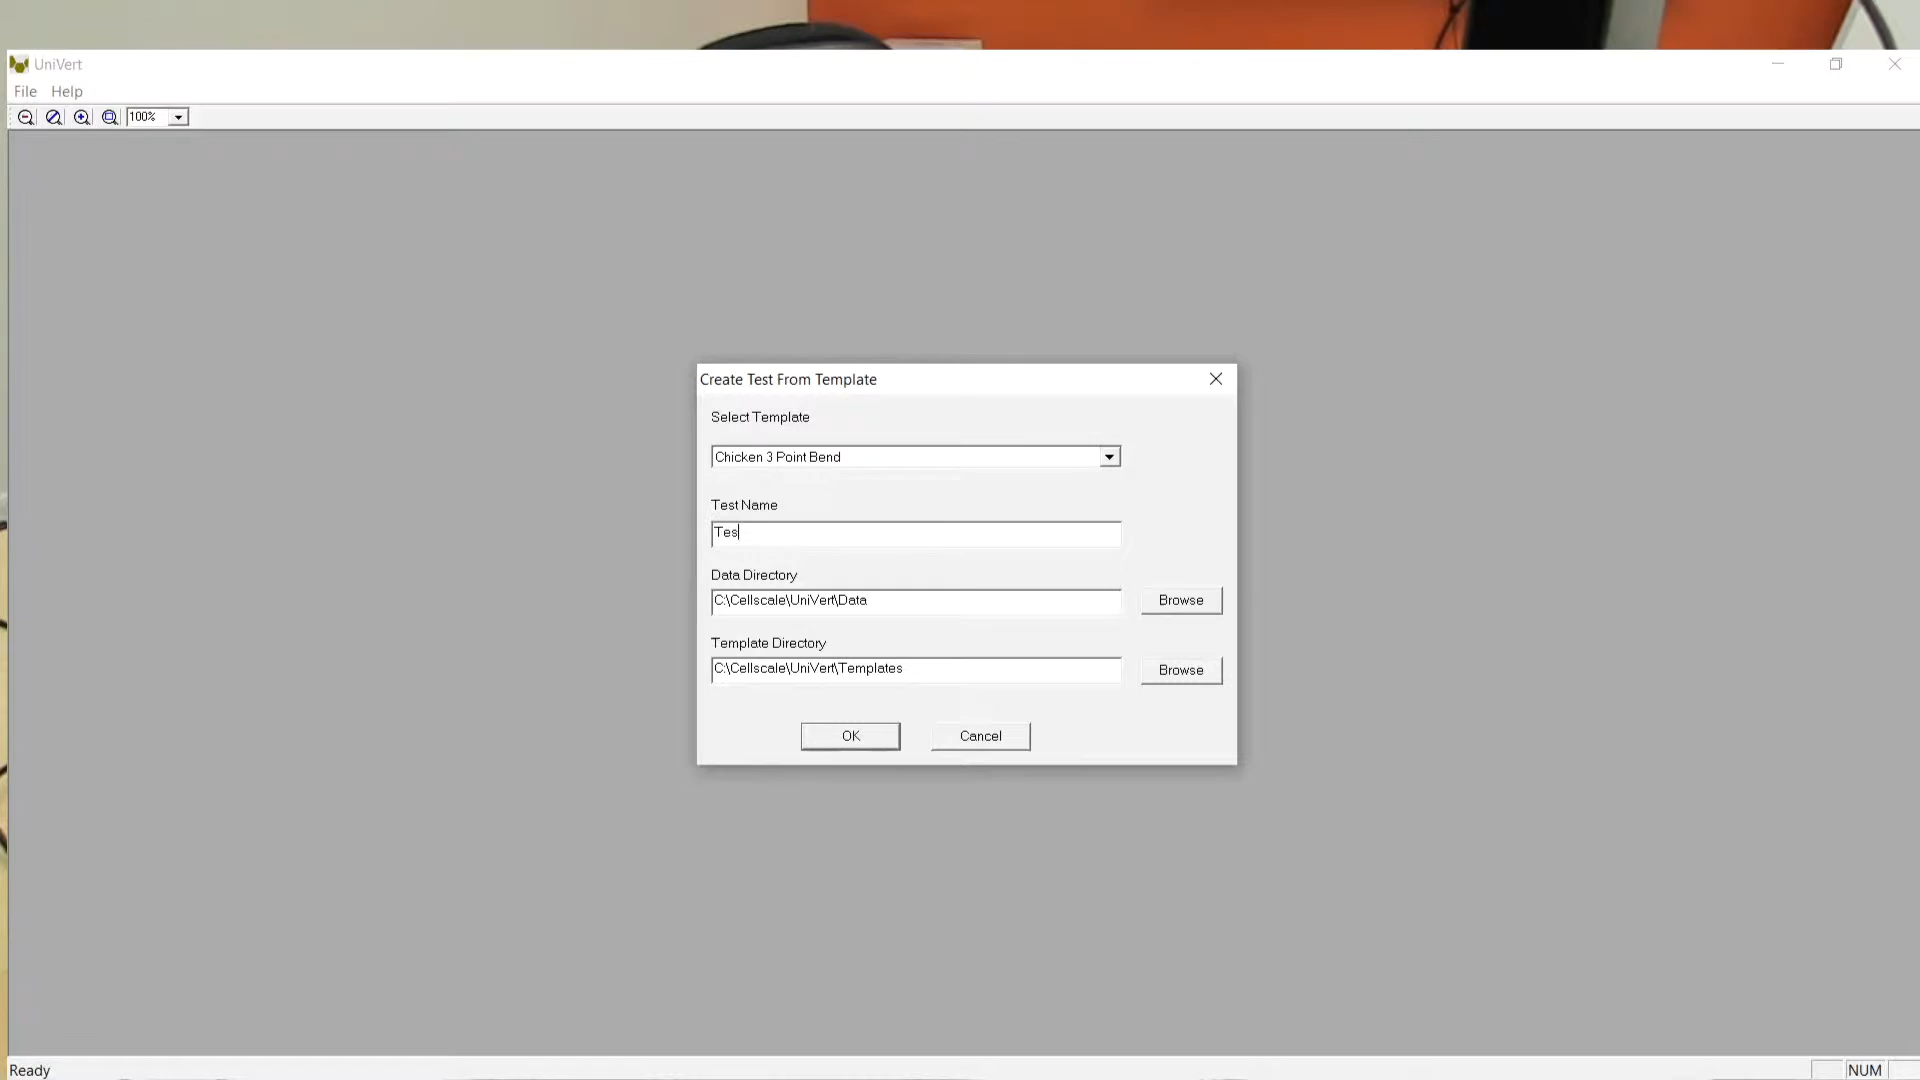 UniVert
File Help
100%
Create Test From Template
Select Template
Chicken 3 Point Bend
Test Name
Tes
Data Directory
C:\Cellscale\UniVert\Data
Browse
Template Directory
C:\Cellscale\UniVert\Templates
Browse
OK
Cancel
Ready
NUM